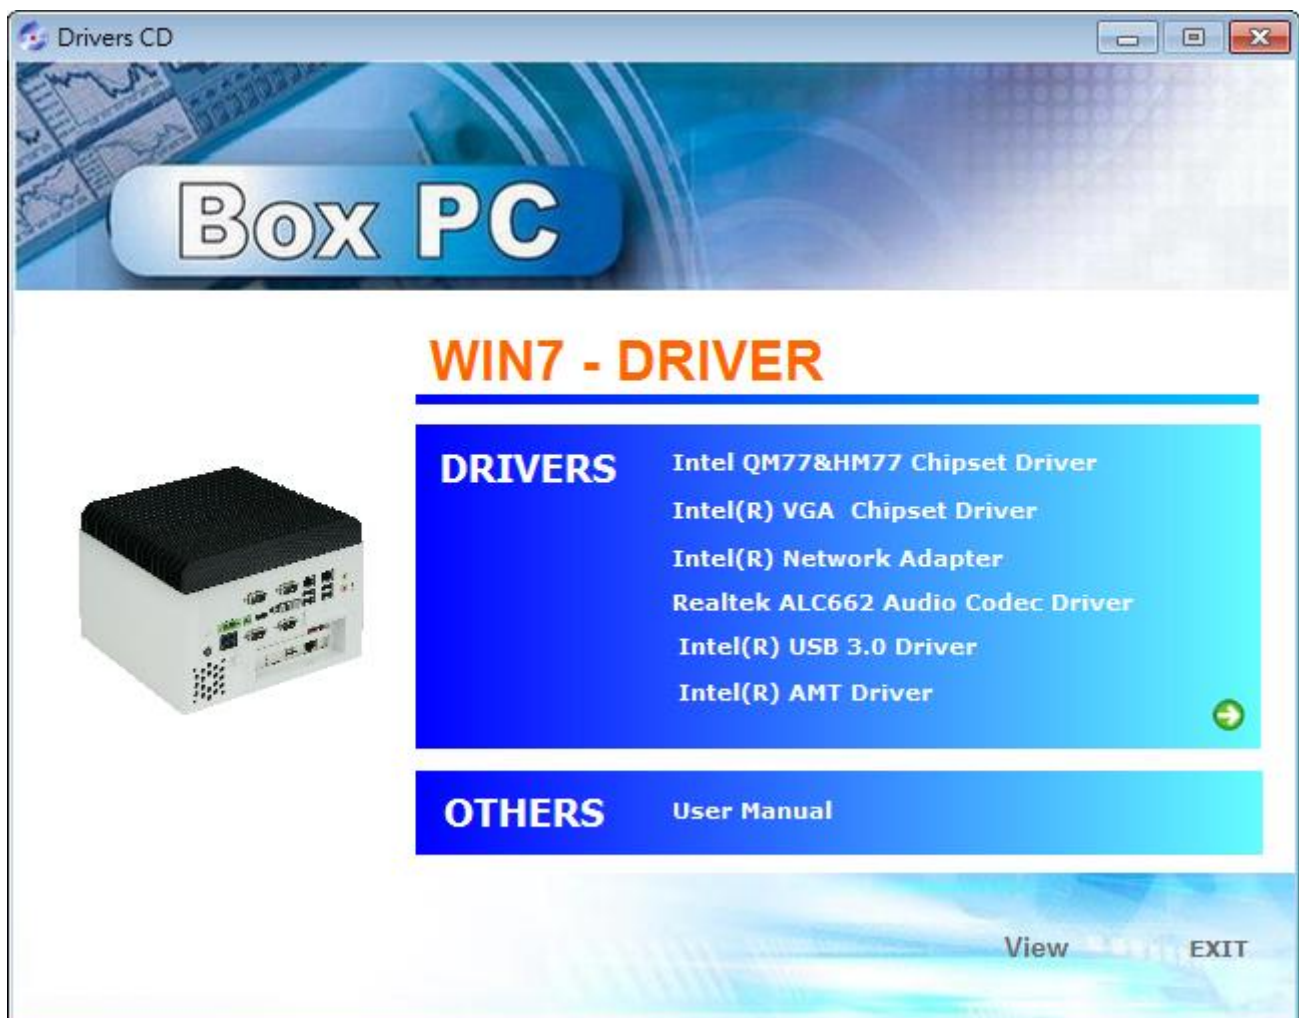 Drivers CD
Box PC
WIN7 - DRIVER
DRIVERS
Intel QM77&HM77 Chipset Driver
Intel(R) VGA  Chipset Driver
Intel(R) Network Adapter
Realtek ALC662 Audio Codec Driver
Intel(R) USB 3.0 Driver
Intel(R) AMT Driver
OTHERS
User Manual
View
EXIT